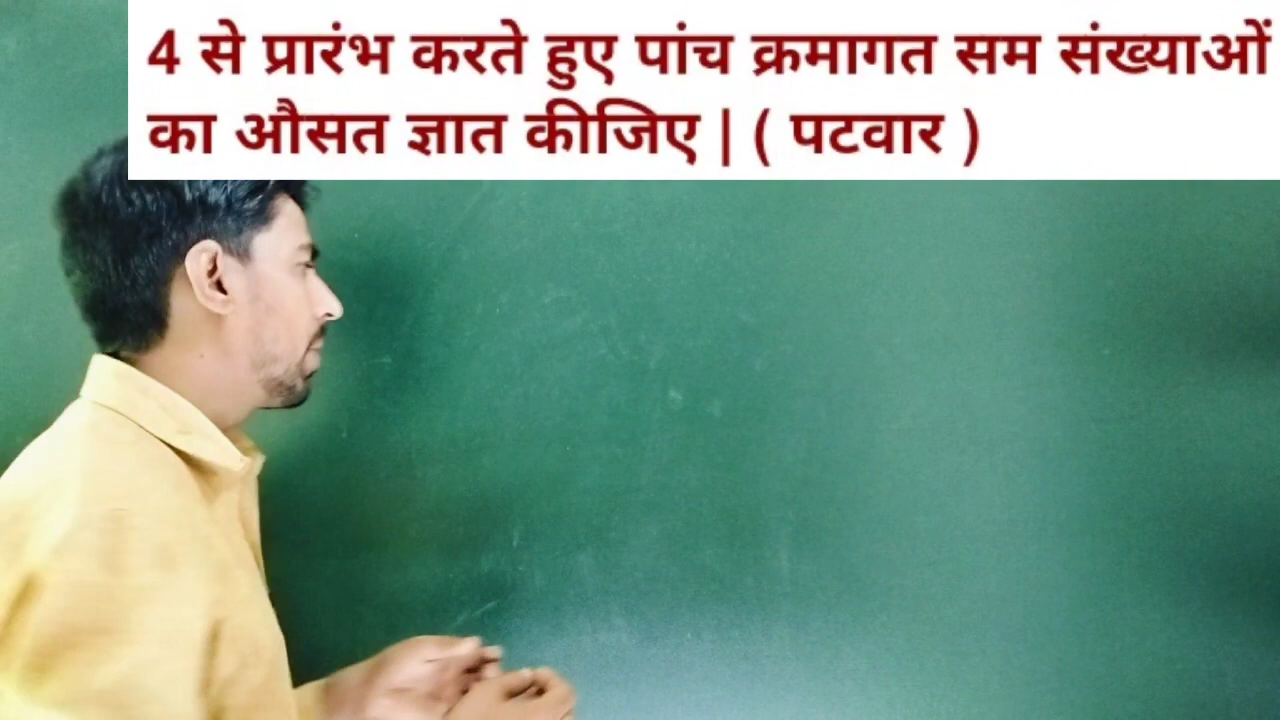 4 से प्रारंभ करते हुए पांच क्रमागत सम संख्याओं
का औसत ज्ञात कीजिए | ( पटवार )